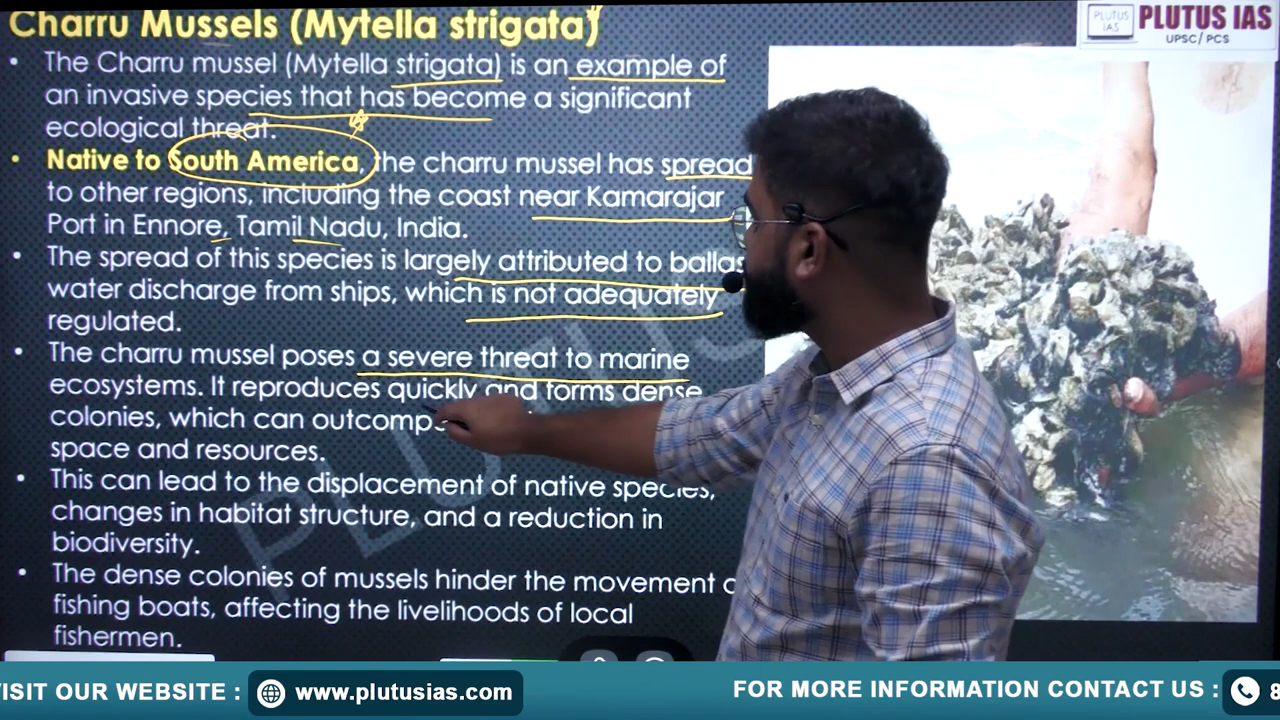 Charru Mussels (Mytella strigata)
PLUTUS IAS
PLUTUS IAS
UPSC/ PCS
• The Charru mussel (Mytella strigata) is an example of
an invasive species that has become a significant
ecological threat.
• Native to South America, the charru mussel has spread
to other regions, including the coast near Kamarajar
Port in Ennore, Tamil Nadu, India.
• The spread of this species is largely attributed to
water discharge from ships, which is not adequately
regulated.
• The charru mussel poses a severe threat to marine
ecosystems. It reproduces quickly and forms dense
colonies, which can
space and resources.
• This can lead to the displacement of native species,
changes in habitat structure, and a reduction in
biodiversity.
• The dense colonies of mussels hinder the movement
fishing boats, affecting the livelihoods of local
fishermen.
PLUTUS
VISIT OUR WEBSITE : www.plutusias.com
FOR MORE INFORMATION CONTACT US : 8